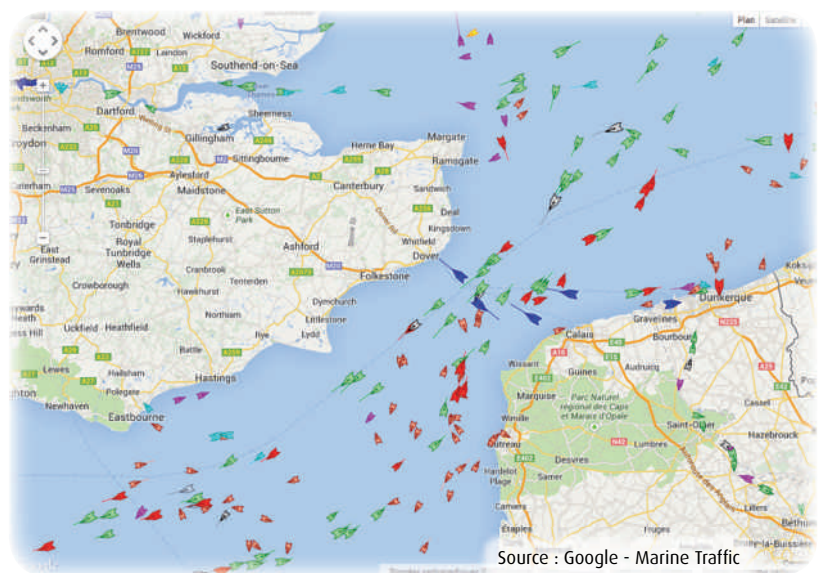 Plan Satellite
Brentwood
Wickford
Romford
London
Southend-on-Sea
Dartford
Sheerness
Gillingham
Herne Bay
Margate
Ramsgate
Croydon
Aylesford
Sittingbourne
Sevenoaks
Maidstone
Canterbury
Sandwich
East Sutton
Park
Deal
Kingsdown
Tonbridge
Royal
Tunbridge
Wells
East
Grinstead
Staplehurst
Ashford
Whitfield
Dover
Folkestone
Crowborough
Cranbrook
Hawkhurst
Tenterden
Dymchurch
Littlestone
Northiam
Rye
Lydd
Uckfield
Heathfield
Battle
Lewes
Hailsham
Polegate
Hastings
Newhaven
Eastbourne
Dunkerque
Gravelines
Calais
Bourbourg
Wissant
Guines
Audruicq
Marquise
Parc Naturel
régional des Caps
et Marais d'Opale
Cassel
Saint-Omer
Hazebrouck
Lumbres
Desvres
Hardelot
Plage
Samer
Camiers
Étaples
Fruges
Lillers
Source : Google - Marine Traffic